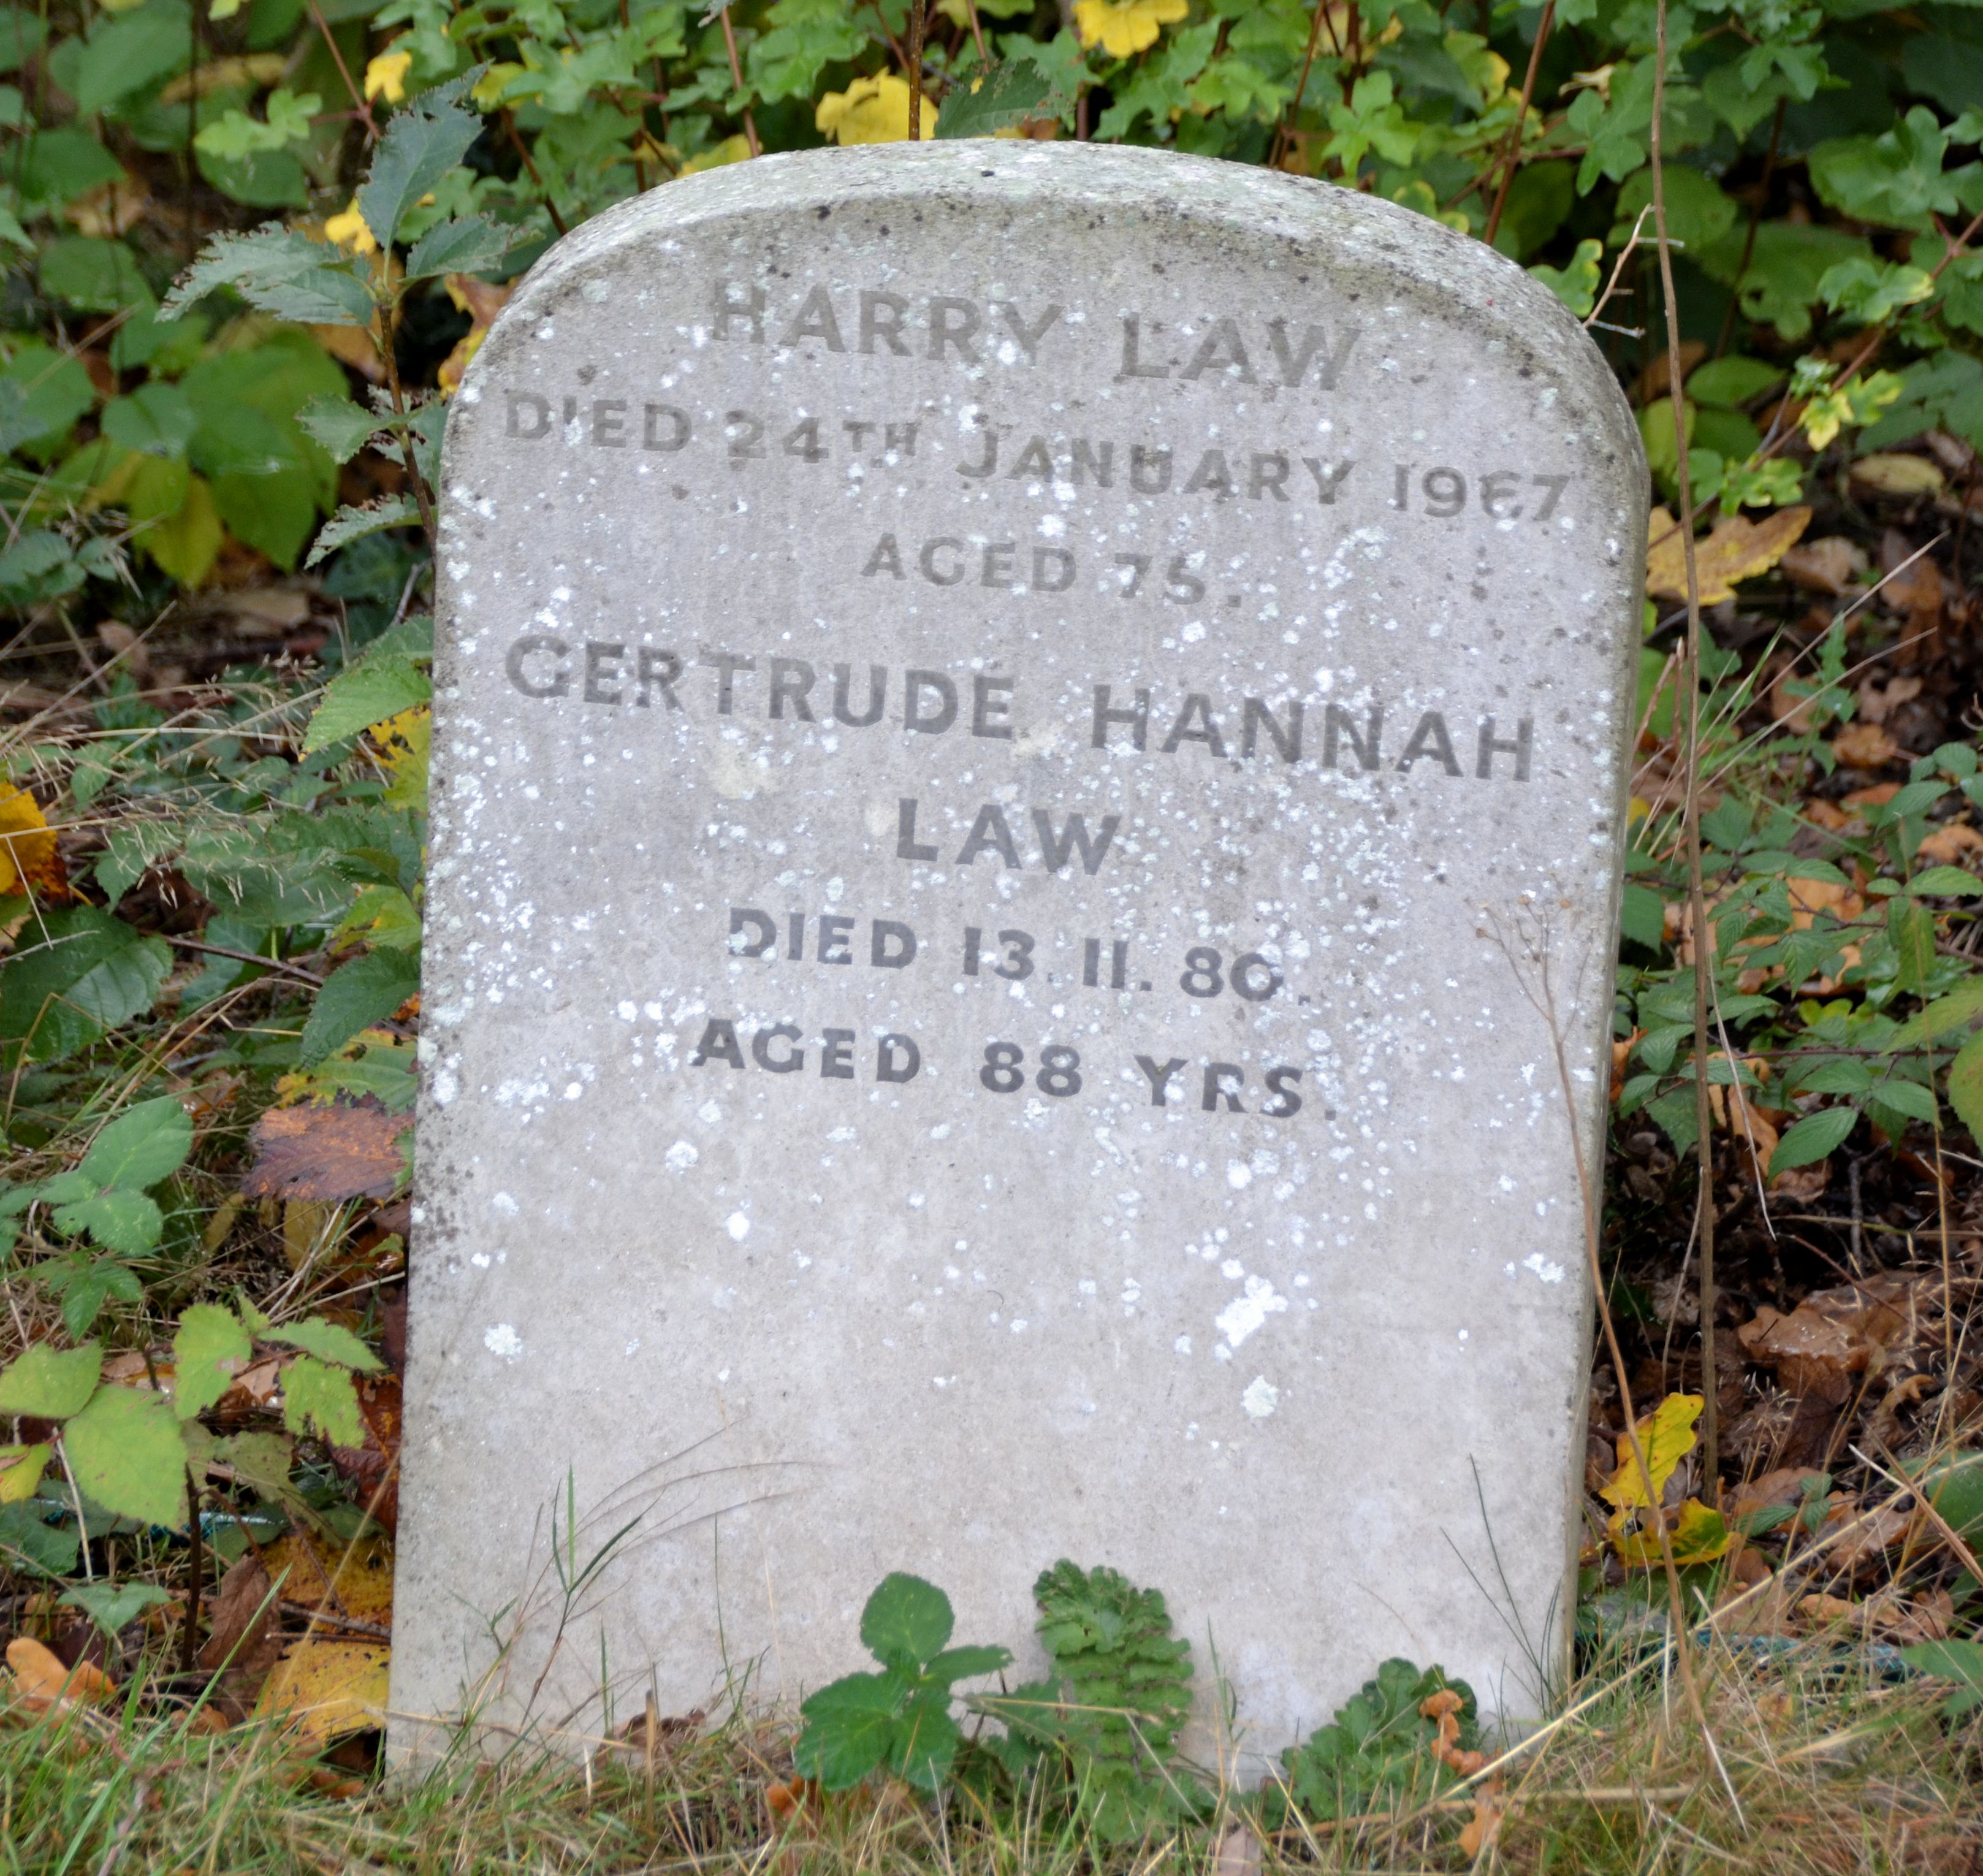 HARRY LAW
DIED 24TH JANUARY 1967
AGED 75.
GERTRUDE HANNAH
LAW
DIED 13.11.80.
AGED 88 YRS.